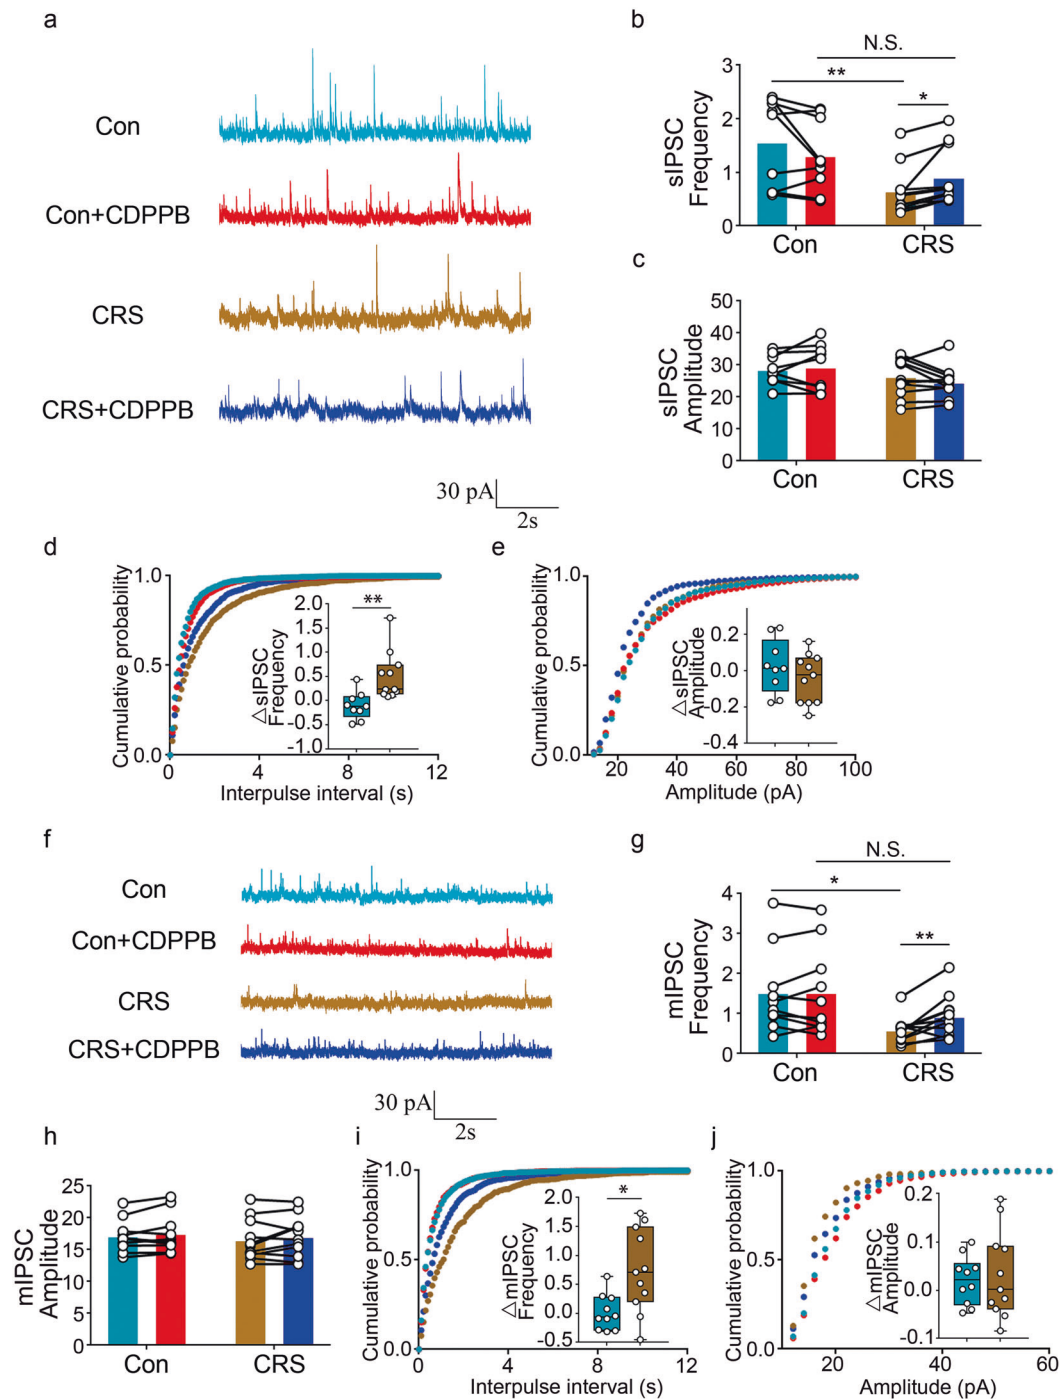 a
Con
Con+CDPPB
CRS
CRS+CDPPB
30 pA
2s
b
N.S.
**
*
sIPSC
Frequency
3
2
1
0
Con CRS
c
sIPSC
Amplitude
50
40
30
20
10
0
Con CRS
d
Cumulative probability
1.0
0.5
0.0
0 4 8 12
Interpulse interval (s)
**
△sIPSC
Frequency
2.0
1.5
1.0
0.5
0.0
-0.5
-1.0
e
Cumulative probability
1.0
0.5
0.0
20 40 60 80 100
Amplitude (pA)
△sIPSC
Amplitude
0.2
0.0
-0.2
-0.4
f
Con
Con+CDPPB
CRS
CRS+CDPPB
30 pA
2s
g
N.S.
*
**
mIPSC
Frequency
4
3
2
1
0
Con CRS
h
mIPSC
Amplitude
25
20
15
10
5
0
Con CRS
i
Cumulative probability
1.0
0.5
0.0
0 4 8 12
Interpulse interval (s)
*
△mIPSC
Frequency
2.0
1.5
1.0
0.5
0.0
-0.5
j
Cumulative probability
1.0
0.5
0.0
20 40 60
Amplitude (pA)
△mIPSC
Amplitude
0.2
0.1
0.0
-0.1